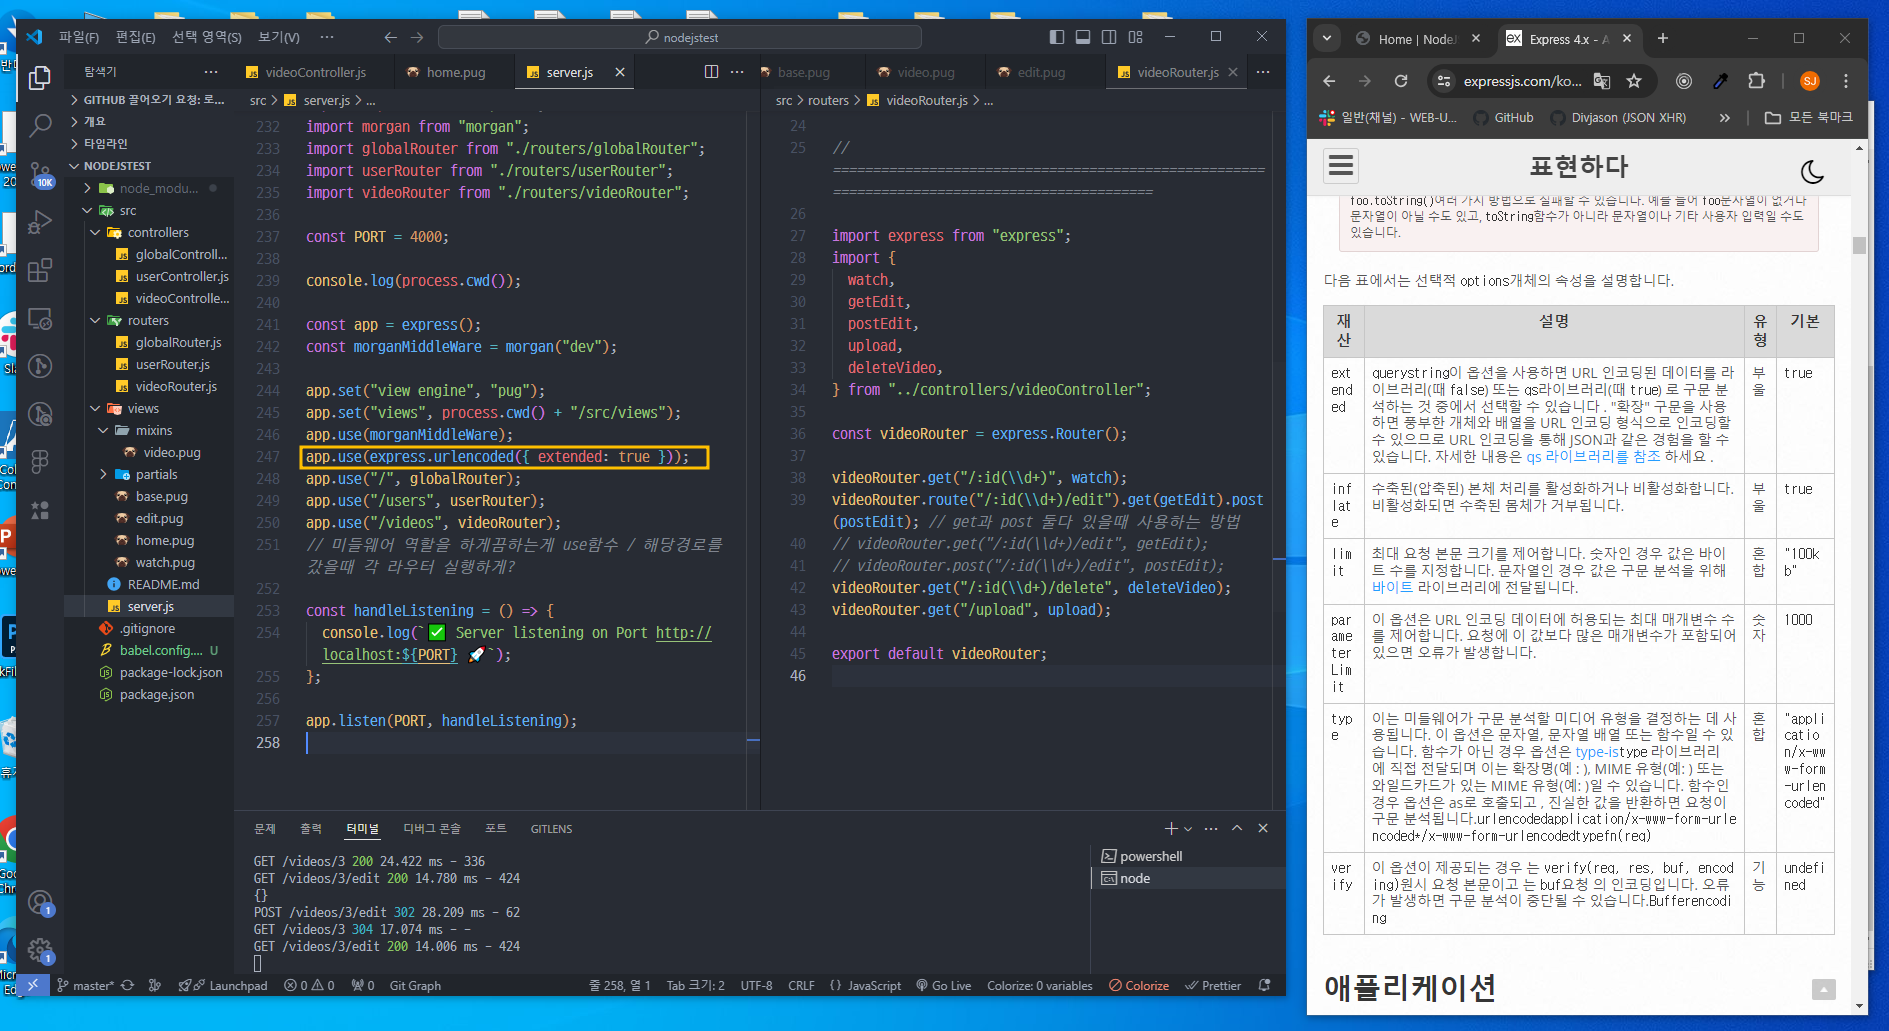 파일(F) 편집(E) 선택 영역(S) 보기(V) ··· nodejstest
탐색기 ···
GITHUB 끌어오기 요청: 로...
개요
타임라인
NODEJSTEST
node_modu...
src
controllers
globalControll...
userController.js
videoControlle...
routers
globalRouter.js
userRouter.js
videoRouter.js
views
mixins
video.pug
partials
base.pug
edit.pug
home.pug
watch.pug
README.md
server.js
.gitignore
babel.config.... U
package-lock.json
package.json
10K
1
1
videoController.js home.pug server.js
src > server.js > ...
232 import morgan from "morgan";
233 import globalRouter from "./routers/globalRouter";
234 import userRouter from "./routers/userRouter";
235 import videoRouter from "./routers/videoRouter";
236
237 const PORT = 4000;
238
239 console.log(process.cwd());
240
241 const app = express();
242 const morganMiddleWare = morgan("dev");
243
244 app.set("view engine", "pug");
245 app.set("views", process.cwd() + "/src/views");
246 app.use(morganMiddleWare);
247 app.use(express.urlencoded({ extended: true }));
248 app.use("/", globalRouter);
249 app.use("/users", userRouter);
250 app.use("/videos", videoRouter);
251 // 미들웨어 역할을 하게끔하는게 use함수 / 해당경로를
갔을때 각 라우터 실행하게?
252
253 const handleListening = () => {
254 console.log(`✅ Server listening on Port http://
localhost:${PORT} 🚀`);
255 };
256
257 app.listen(PORT, handleListening);
258
base.pug video.pug edit.pug videoRouter.js
src > routers > videoRouter.js > ...
24
25 //
======================================================
========================================
26
27 import express from "express";
28 import {
29 watch,
30 getEdit,
31 postEdit,
32 upload,
33 deleteVideo,
34 } from "../controllers/videoController";
35
36 const videoRouter = express.Router();
37
38 videoRouter.get("/:id(\\d+)", watch);
39 videoRouter.route("/:id(\\d+)/edit").get(getEdit).post
(postEdit); // get과 post 둘다 있을때 사용하는 방법
40 // videoRouter.get("/:id(\\d+)/edit", getEdit);
41 // videoRouter.post("/:id(\\d+)/edit", postEdit);
42 videoRouter.get("/:id(\\d+)/delete", deleteVideo);
43 videoRouter.get("/upload", upload);
44
45 export default videoRouter;
46
문제 출력 터미널 디버그 콘솔 포트 GITLENS
GET /videos/3 200 24.422 ms - 336
GET /videos/3/edit 200 14.780 ms - 424
{}
POST /videos/3/edit 302 28.209 ms - 62
GET /videos/3 304 17.074 ms - -
GET /videos/3/edit 200 14.006 ms - 424
powershell
node
master* Launchpad 0 0 0 Git Graph 줄 258, 열 1 Tab 크기: 2 UTF-8 CRLF {} JavaScript Go Live Colorize: 0 variables Colorize Prettier
Home | NodeJ Express 4.x - A
expressjs.com/ko... SJ
일반(채널) - WEB-U... GitHub Divjason (JSON XHR) » 모든 북마크
표현하다
foo.toString()여러 가지 방법으로 실패할 수 있습니다. 예를 들어 foo문자열이 없거나
문자열이 아닐 수도 있고, toString함수가 아니라 문자열이나 기타 사용자 입력일 수도
있습니다.
다음 표에서는 선택적 options개체의 속성을 설명합니다.
재산 설명 유형 기본
extended
querystring이 옵션을 사용하면 URL 인코딩된 데이터를 라
이브러리(때 false) 또는 qs라이브러리(때 true) 로 구문 분
석하는 것 중에서 선택할 수 있습니다 . "확장" 구문을 사용
하면 풍부한 개체와 배열을 URL 인코딩 형식으로 인코딩할
수 있으므로 URL 인코딩을 통해 JSON과 같은 경험을 할 수
있습니다. 자세한 내용은 qs 라이브러리를 참조 하세요 .
부울
true
inflate
수축된(압축된) 본체 처리를 활성화하거나 비활성화합니다.
비활성화되면 수축된 몸체가 거부됩니다.
부울
true
limit
최대 요청 본문 크기를 제어합니다. 숫자인 경우 값은 바이
트 수를 지정합니다. 문자열인 경우 값은 구문 분석을 위해
바이트 라이브러리에 전달됩니다.
혼합
"100kb"
parameterLimit
이 옵션은 URL 인코딩 데이터에 허용되는 최대 매개변수 수
를 제어합니다. 요청에 이 값보다 많은 매개변수가 포함되어
있으면 오류가 발생합니다.
숫자
1000
type
이는 미들웨어가 구문 분석할 미디어 유형을 결정하는 데 사
용됩니다. 이 옵션은 문자열, 문자열 배열 또는 함수일 수 있
습니다. 함수가 아닌 경우 옵션은 type-istype 라이브러리
에 직접 전달되며 이는 확장명(예 : ), MIME 유형(예: ) 또는
와일드카드가 있는 MIME 유형(예: )일 수 있습니다. 함수인
경우 옵션은 as로 호출되고 , 진실한 값을 반환하면 요청이
구문 분석됩니다.urlencodedapplication/x-www-form-urle
ncoded*/x-www-form-urlencodedtypefn(req)
혼합
"application/x-www-form-urlencoded"
verify
이 옵션이 제공되는 경우 는 verify(req, res, buf, encod
ing)원시 요청 본문이고 는 buf요청 의 인코딩입니다. 오류
가 발생하면 구문 분석이 중단될 수 있습니다.Bufferencodi
ng
기능
undefined
애플리케이션